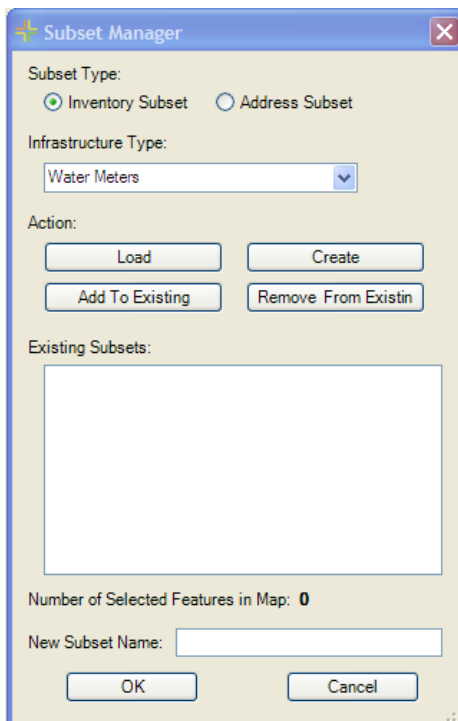 Subset Manager
Subset Type:
Inventory Subset Address Subset
Infrastructure Type:
Water Meters
Action:
Load Create
Add To Existing Remove From Existin
Existing Subsets:
Number of Selected Features in Map: 0
New Subset Name:
OK Cancel